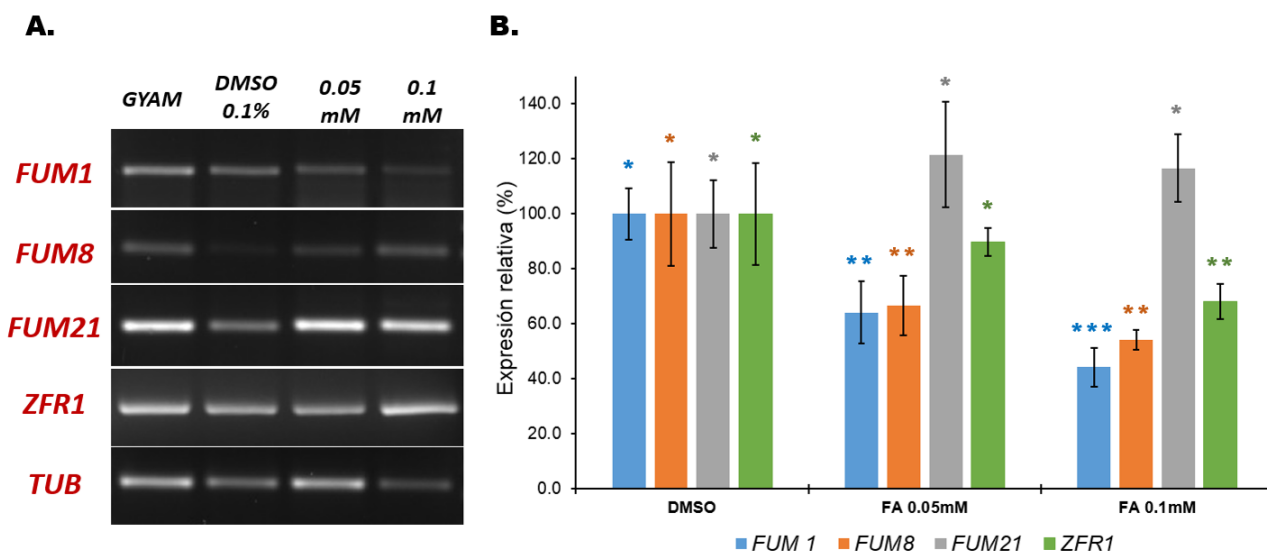 A.
GYAM DMSO 0.1% 0.05 mM 0.1 mM
FUM1
FUM8
FUM21
ZFR1
TUB
B.
Expresión relativa (%)
140.0
120.0
100.0
80.0
60.0
40.0
20.0
0.0
* * * *
** ** * *
*** ** * **
DMSO FA 0.05mM FA 0.1mM
FUM 1 FUM8 FUM21 ZFR1